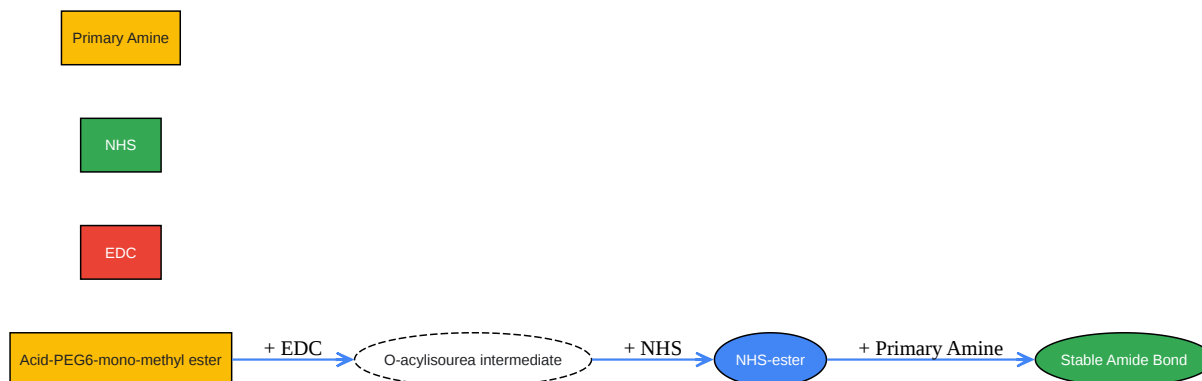 Primary Amine
NHS
EDC
Acid-PEG6-mono-methyl ester
+ EDC
O-acylisourea intermediate
+ NHS
NHS-ester
+ Primary Amine
Stable Amide Bond